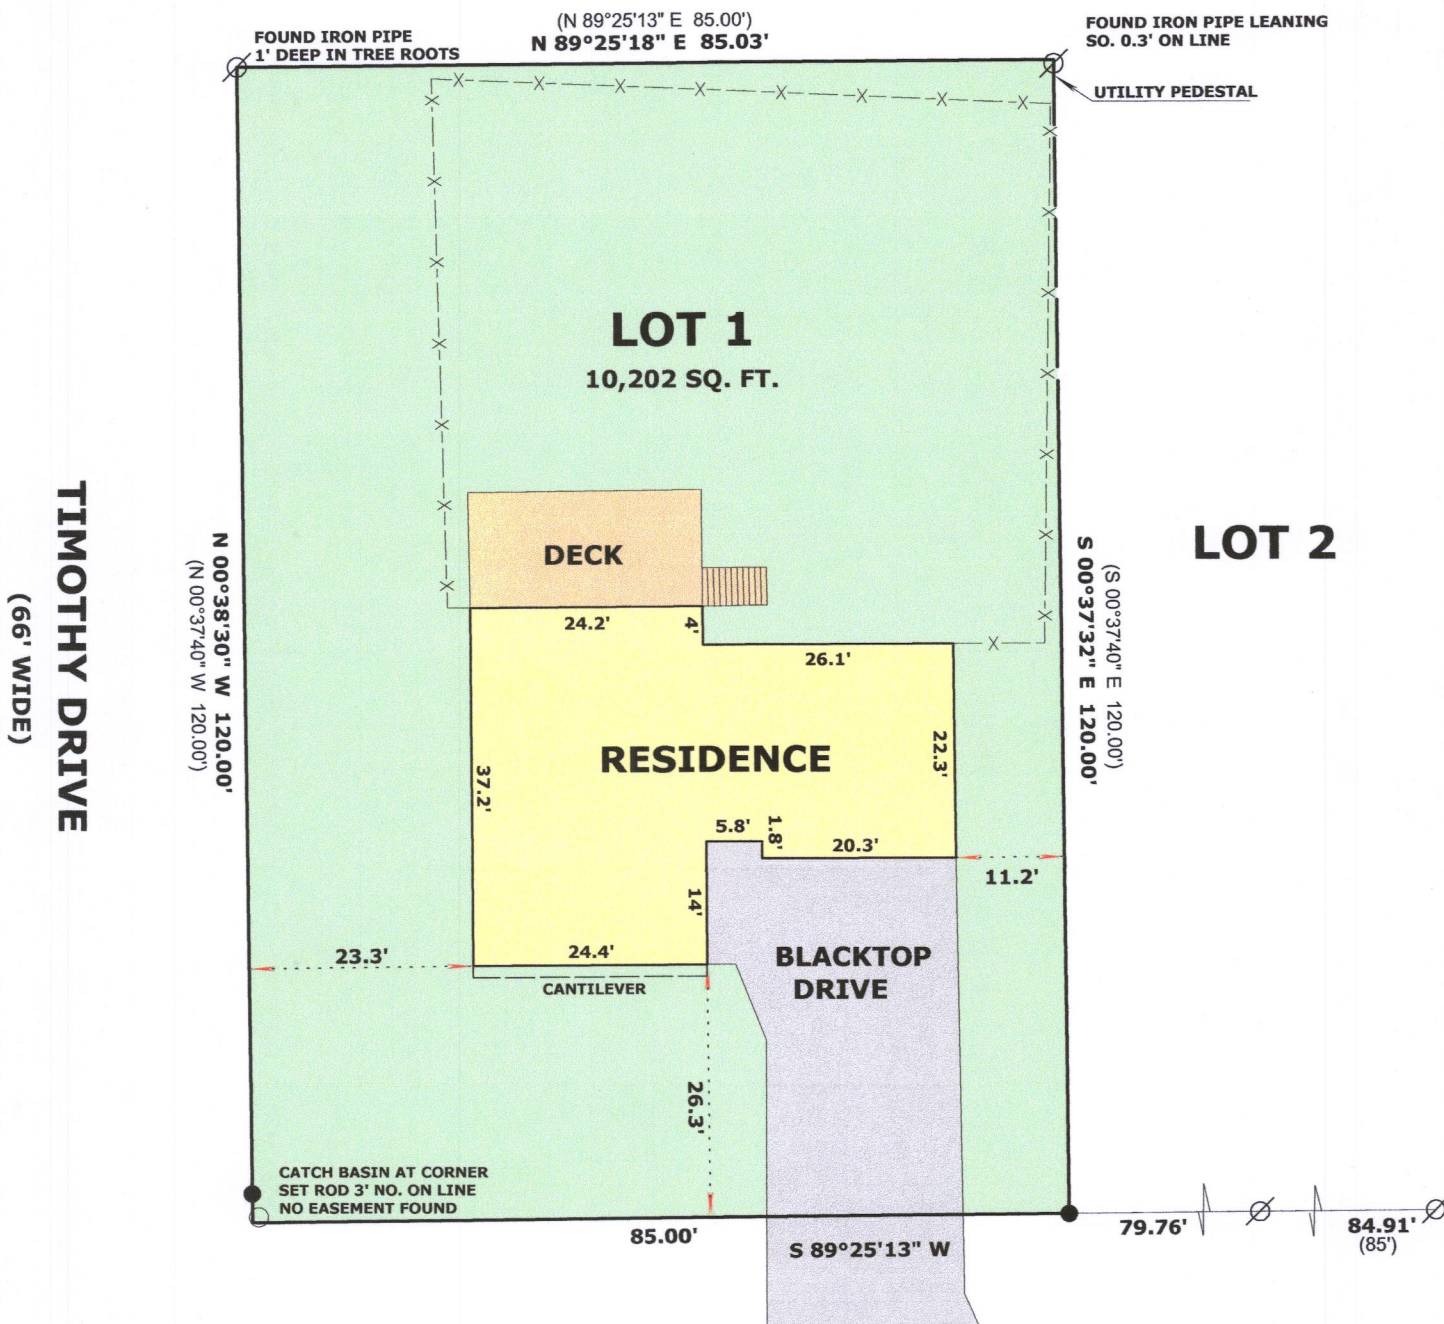 (N 89°25'13" E 85.00')
N 89°25'18" E 85.03'
FOUND IRON PIPE
1' DEEP IN TREE ROOTS
FOUND IRON PIPE LEANING
SO. 0.3' ON LINE
UTILITY PEDESTAL
LOT 1
10,202 SQ. FT.
TIMOTHY DRIVE
(66' WIDE)
N 00°38'30" W 120.00'
(N 00°37'40" W 120.00')
DECK
24.2'
4'
26.1'
S 00°37'32" E 120.00'
(S 00°37'40" E 120.00')
LOT 2
RESIDENCE
37.2'
22.3'
5.8'
1.8'
20.3'
11.2'
14'
24.4'
23.3'
CANTILEVER
BLACKTOP
DRIVE
26.3'
CATCH BASIN AT CORNER
SET ROD 3' NO. ON LINE
NO EASEMENT FOUND
85.00'
S 89°25'13" W
79.76'
84.91'
(85')